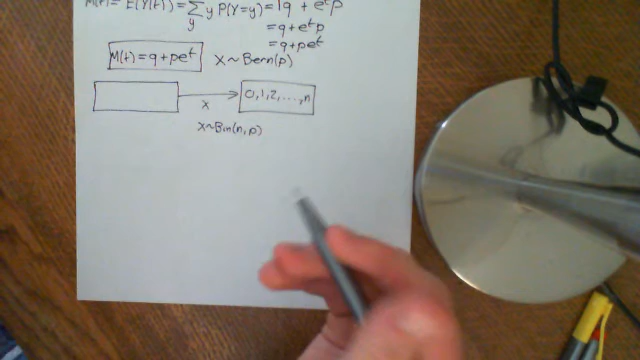 M(t) = E(Y(t)) = Σ y P(Y=y) = 1q + e^t p
y
= q + e^t p
= q + pe^t
M(t) = q + pe^t X ~ Bern(p)
X 0, 1, 2, ..., n
X ~ Bin(n, p)